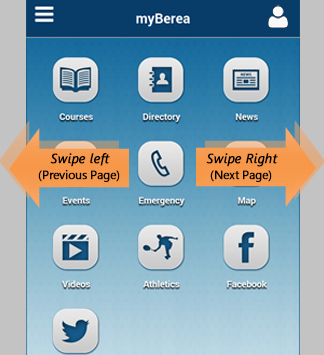 myBerea
NEWS
Courses
Directory
News
Swipe left
(Previous Page)
Swipe Right
(Next Page)
Events
Emergency
Map
Videos
Athletics
Facebook